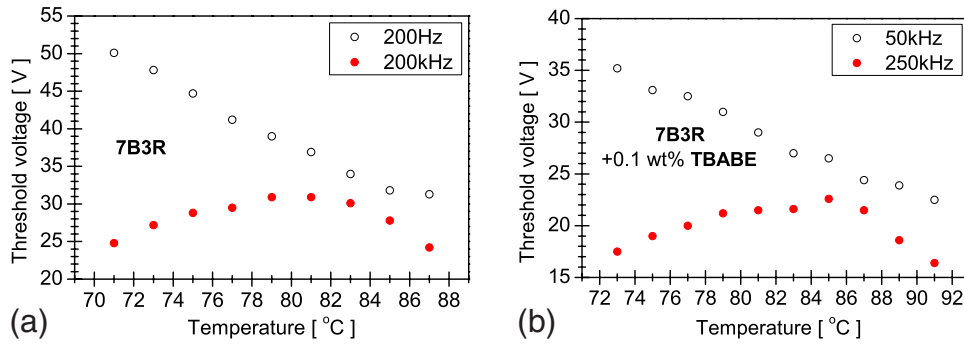 Threshold voltage [ V ]
55
50
45
40
35
30
25
20
200Hz
200kHz
7B3R
70 72 74 76 78 80 82 84 86 88
Temperature [ °C ]
(a)
Threshold voltage [ V ]
40
35
30
25
20
15
50kHz
250kHz
7B3R
+0.1 wt% TBABE
72 74 76 78 80 82 84 86 88 90 92
Temperature [ °C ]
(b)